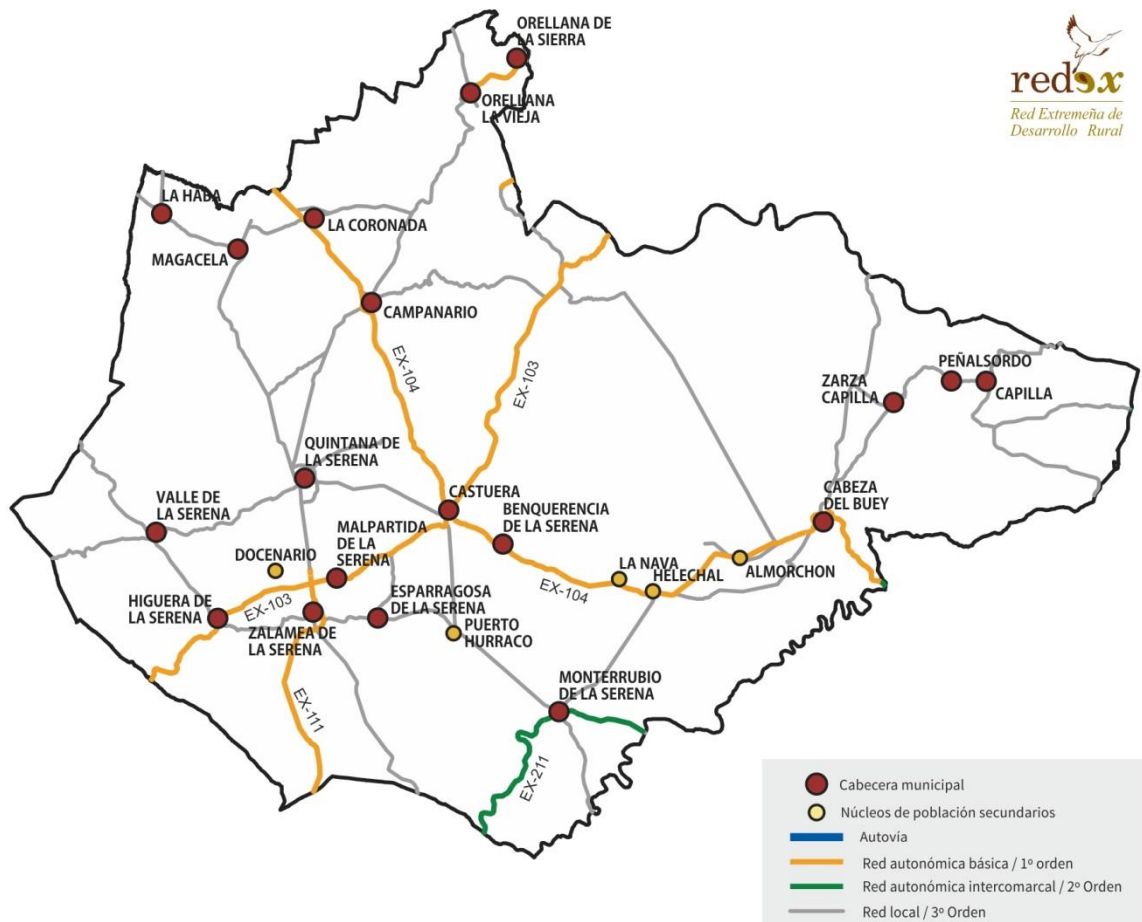 ORELLANA DE
LA SIERRA
ORELLANA
LA VIEJA
redex
Red Extremeña de
Desarrollo Rural
LA HABA
LA CORONADA
MAGACELA
CAMPANARIO
EX-104
EX-103
PEÑALSORDO
ZARZA
CAPILLA
CAPILLA
QUINTANA DE
LA SERENA
CASTUERA
CABEZA
DEL BUEY
VALLE DE
LA SERENA
BENQUERENCIA
DE LA SERENA
MALPARTIDA
DE LA
SERENA
DOCENARIO
LA NAVA
HELECHAL
ALMORCHON
EX-104
EX-103
HIGUERA DE
LA SERENA
ESPARRAGOSA
DE LA SERENA
ZALAMEA DE
LA SERENA
PUERTO
HURRACO
MONTERRUBIO
DE LA SERENA
EX-111
EX-211
Cabecera municipal
Núcleos de población secundarios
Autovía
Red autonómica básica / 1º orden
Red autonómica intercomarcal / 2º Orden
Red local / 3º Orden